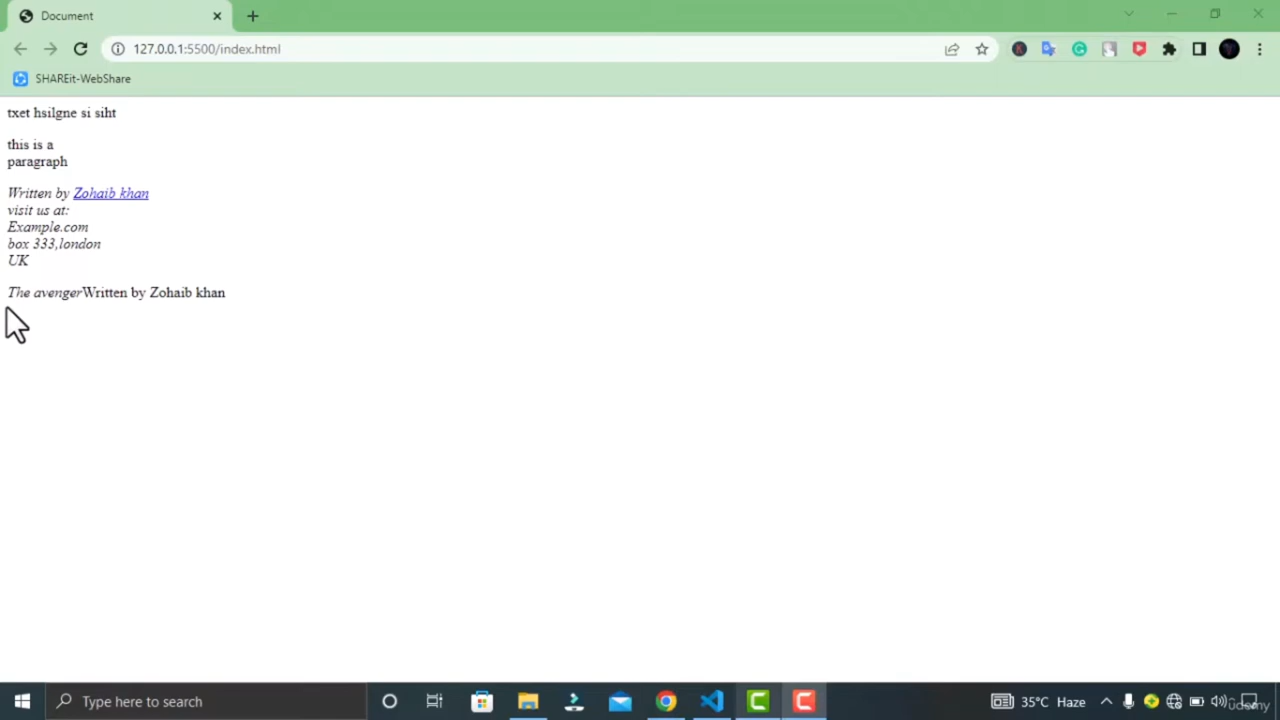 Document
127.0.0.1:5500/index.html
SHAREit-WebShare
txet hsilgne si siht
this is a
paragraph
Written by Zohaib khan
visit us at:
Example.com
box 333,london
UK
The avengerWritten by Zohaib khan
Type here to search
35°C Haze
ûdemy